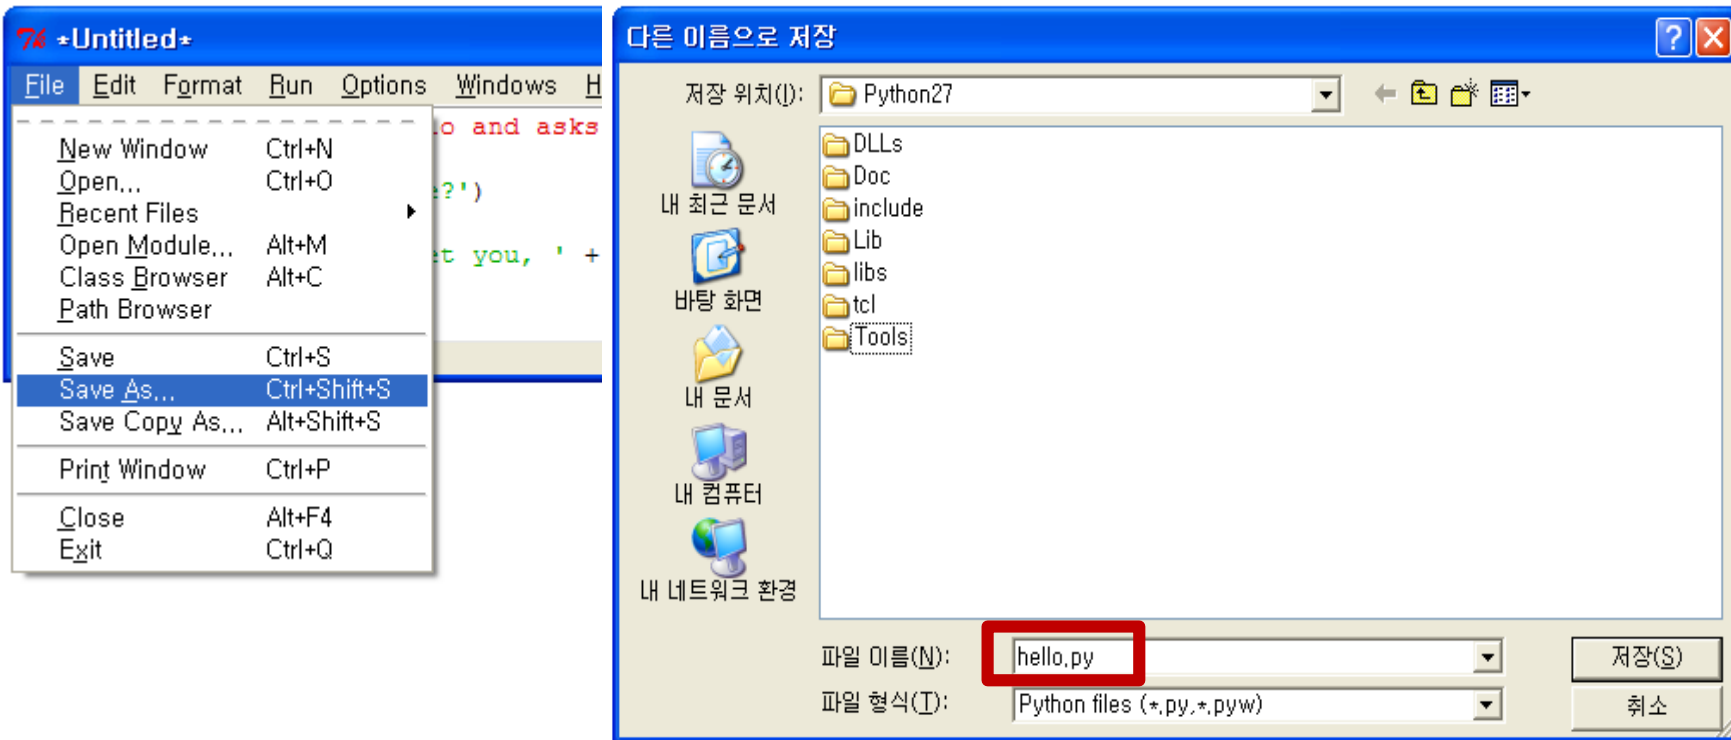 *Untitled*
File Edit Format Run Options Windows H
New Window Ctrl+N
Open... Ctrl+O
Recent Files
Open Module... Alt+M
Class Browser Alt+C
Path Browser
Save Ctrl+S
Save As... Ctrl+Shift+S
Save Copy As... Alt+Shift+S
Print Window Ctrl+P
Close Alt+F4
Exit Ctrl+Q
lo and asks
e?')
et you, ' +
다른 이름으로 저장
저장 위치(I): Python27
내 최근 문서
바탕 화면
내 문서
내 컴퓨터
내 네트워크 환경
DLLs
Doc
include
Lib
libs
tcl
Tools
파일 이름(N): hello.py 저장(S)
파일 형식(T): Python files (*.py,*.pyw) 취소